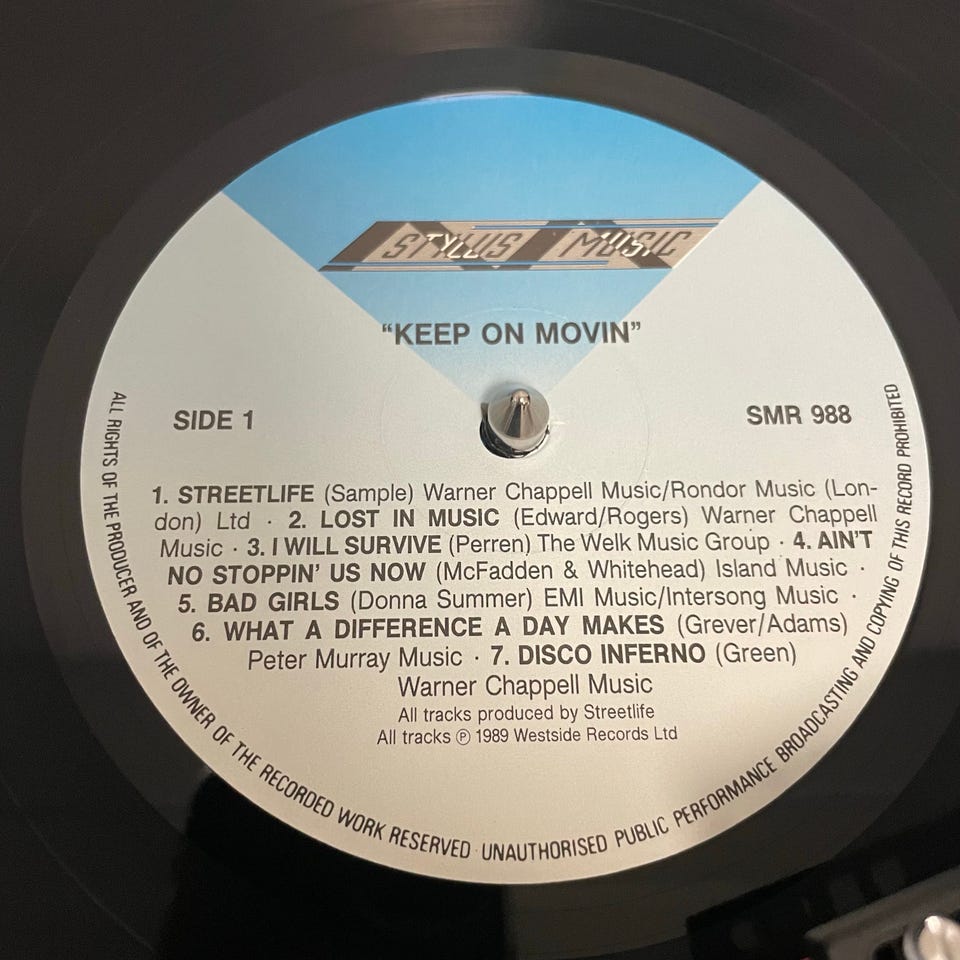 STYLUS MUSIC
“KEEP ON MOVIN”
SIDE 1
SMR 988
1. STREETLIFE (Sample) Warner Chappell Music/Rondor Music (Lon-
don) Ltd · 2. LOST IN MUSIC (Edward/Rogers) Warner Chappell
Music · 3. I WILL SURVIVE (Perren) The Welk Music Group · 4. AIN’T
NO STOPPIN’ US NOW (McFadden & Whitehead) Island Music ·
5. BAD GIRLS (Donna Summer) EMI Music/Intersong Music ·
6. WHAT A DIFFERENCE A DAY MAKES (Grever/Adams)
Peter Murray Music · 7. DISCO INFERNO (Green)
Warner Chappell Music
All tracks produced by Streetlife
All tracks ℗ 1989 Westside Records Ltd
ALL RIGHTS OF THE PRODUCER AND OF THE OWNER OF THE RECORDED WORK RESERVED · UNAUTHORISED PUBLIC PERFORMANCE BROADCASTING AND COPYING OF THIS RECORD PROHIBITED